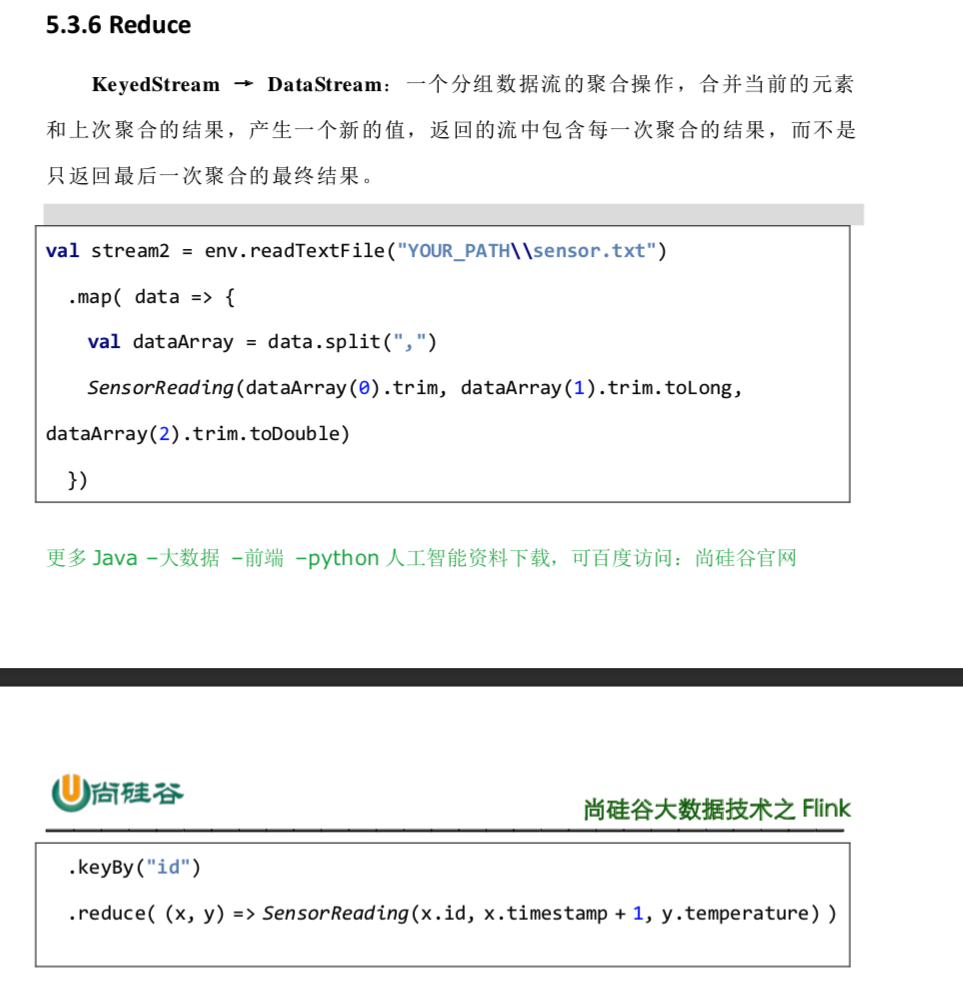 5.3.6 Reduce
KeyedStream → DataStream：一个分组数据流的聚合操作，合并当前的元素
和上次聚合的结果，产生一个新的值，返回的流中包含每一次聚合的结果，而不是
只返回最后一次聚合的最终结果。
val stream2 = env.readTextFile("YOUR_PATH\\sensor.txt")
  .map( data => {
    val dataArray = data.split(",")
    SensorReading(dataArray(0).trim, dataArray(1).trim.toLong,
dataArray(2).trim.toDouble)
  })
更多 Java –大数据 –前端 –python 人工智能资料下载，可百度访问：尚硅谷官网
U尚硅谷
尚硅谷大数据技术之 Flink
  .keyBy("id")
  .reduce( (x, y) => SensorReading(x.id, x.timestamp + 1, y.temperature) )